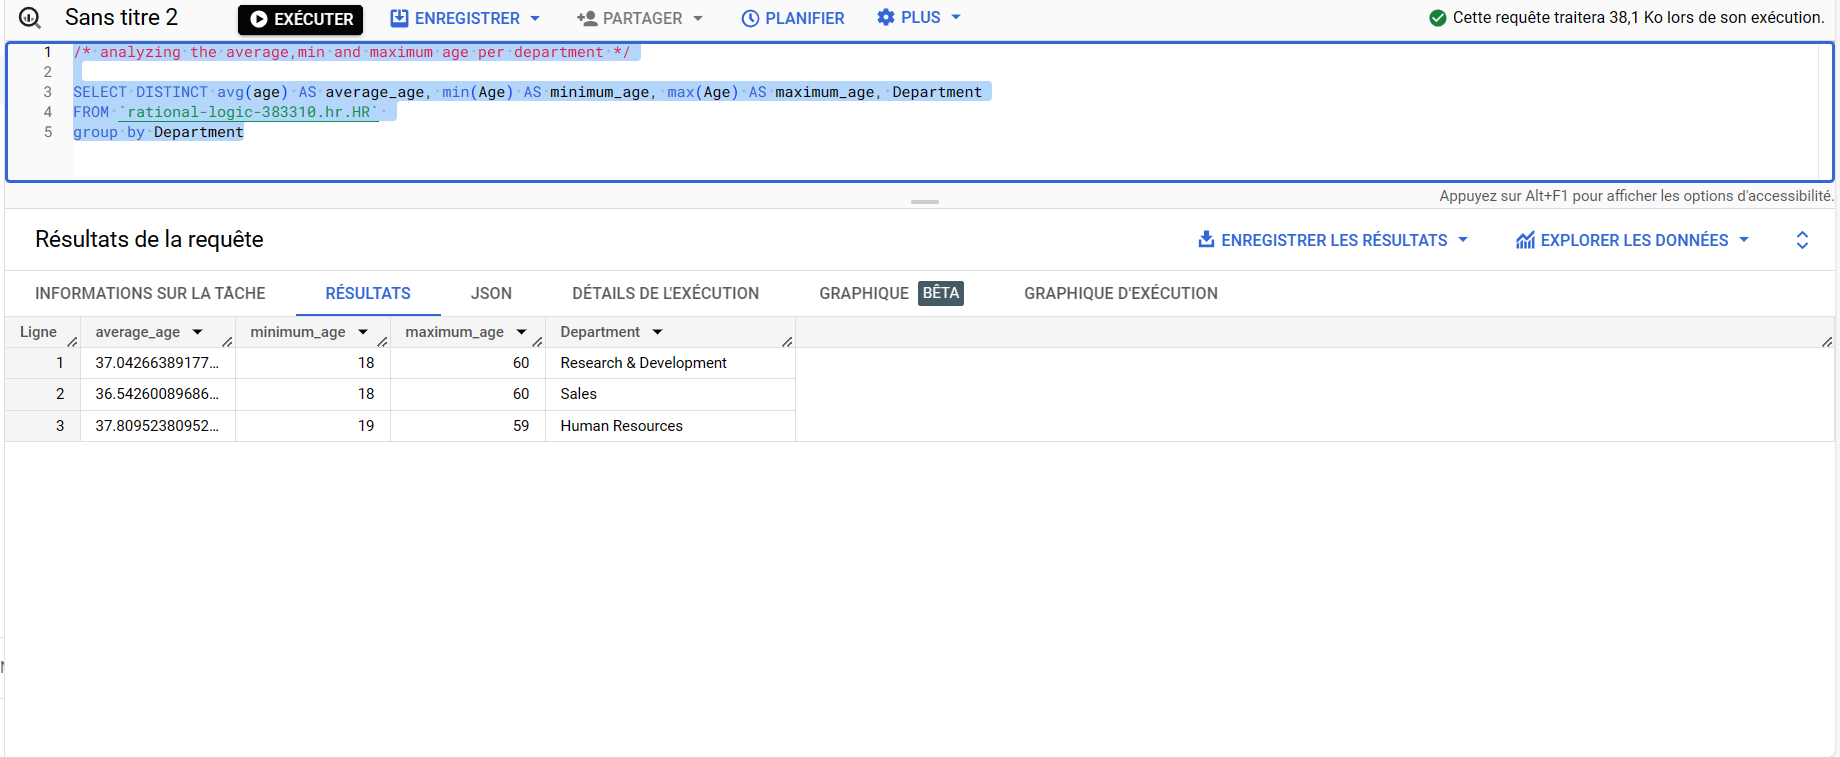 Sans titre 2 EXÉCUTER ENREGISTRER PARTAGER PLANIFIER PLUS Cette requête traitera 38,1 Ko lors de son exécution.
1 /* analyzing the average,min and maximum age per department */
2
3 SELECT DISTINCT avg(age) AS average_age, min(Age) AS minimum_age, max(Age) AS maximum_age, Department
4 FROM `rational-logic-383310.hr.HR`
5 group by Department
Appuyez sur Alt+F1 pour afficher les options d'accessibilité.
Résultats de la requête ENREGISTRER LES RÉSULTATS EXPLORER LES DONNÉES
INFORMATIONS SUR LA TÂCHE RÉSULTATS JSON DÉTAILS DE L'EXÉCUTION GRAPHIQUE BÊTA GRAPHIQUE D'EXÉCUTION
Ligne average_age minimum_age maximum_age Department
1 37.04266389177... 18 60 Research & Development
2 36.54260089686... 18 60 Sales
3 37.80952380952... 19 59 Human Resources